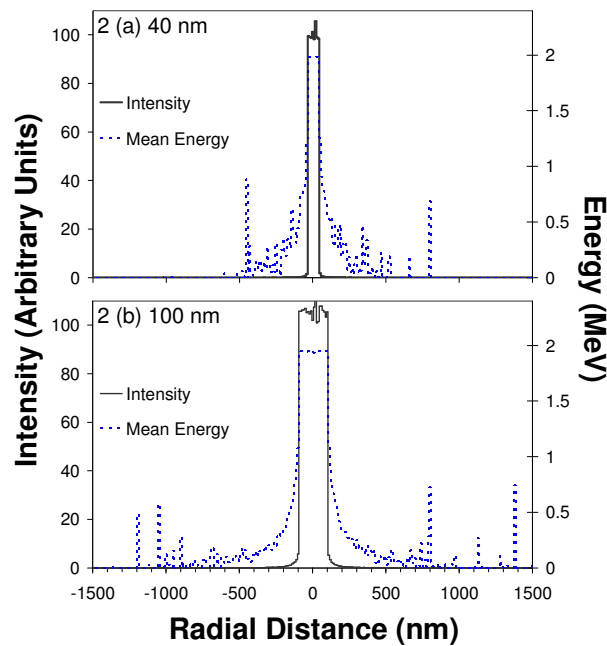 2 (a) 40 nm
100
80
60
40
20
0
2
1.5
1
0.5
0
Intensity
Mean Energy
2 (b) 100 nm
100
80
60
40
20
0
2
1.5
1
0.5
0
Intensity
Mean Energy
-1500 -1000 -500 0 500 1000 1500
Radial Distance (nm)
Intensity (Arbitrary Units)
Energy (MeV)